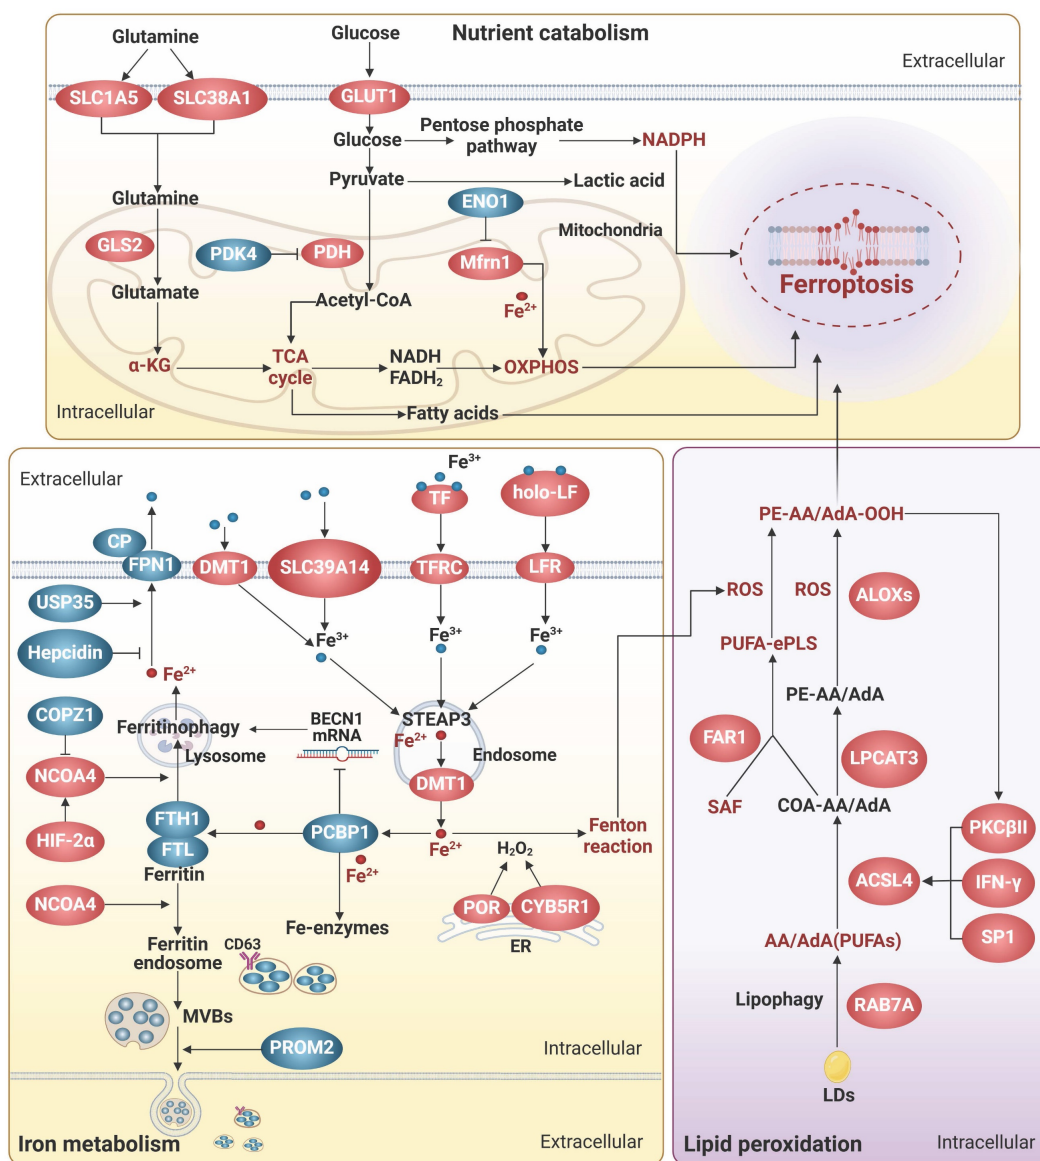 Nutrient catabolism
Extracellular
Glutamine
Glucose
SLC1A5
SLC38A1
GLUT1
Glucose
Pentose phosphate
pathway
NADPH
Pyruvate
Lactic acid
Glutamine
ENO1
Mitochondria
GLS2
PDK4
PDH
Mfrn1
Ferroptosis
Glutamate
Acetyl-CoA
Fe²⁺
α-KG
TCA
cycle
NADH
FADH₂
OXPHOS
Intracellular
Fatty acids
Extracellular
Fe³⁺
TF
holo-LF
CP
FPN1
DMT1
SLC39A14
TFRC
LFR
USP35
Hepcidin
Fe³⁺
Fe³⁺
Fe³⁺
Fe²⁺
COPZ1
Ferritinophagy
Lysosome
BECN1
mRNA
STEAP3
Fe²⁺
Endosome
NCOA4
DMT1
HIF-2α
FTH1
FTL
Ferritin
PCBP1
Fe²⁺
Fe²⁺
Fenton
reaction
H₂O₂
NCOA4
Fe-enzymes
POR
CYB5R1
ER
Ferritin
endosome
CD63
MVBs
PROM2
Intracellular
Iron metabolism
Extracellular
PE-AA/AdA-OOH
ROS
ROS
ALOXs
PUFA-ePLS
PE-AA/AdA
FAR1
LPCAT3
SAF
COA-AA/AdA
PKCβII
ACSL4
IFN-γ
SP1
AA/AdA(PUFAs)
Lipophagy
RAB7A
LDs
Lipid peroxidation
Intracellular